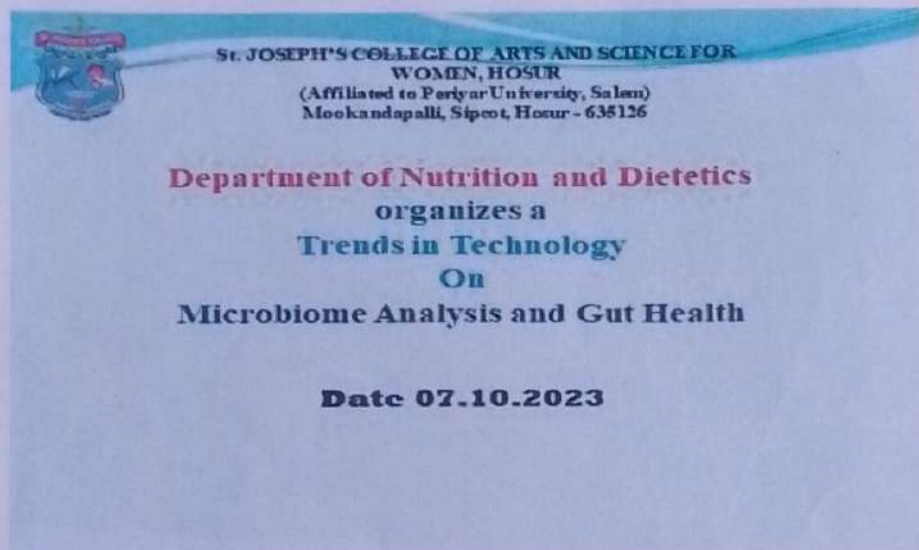 St. JOSEPH'S COLLEGE OF ARTS AND SCIENCE FOR
WOMEN, HOSUR
(Affiliated to Periyar University, Salem)
Mookandapalli, Sipcot, Hosur - 635126
Department of Nutrition and Dietetics
organizes a
Trends in Technology
On
Microbiome Analysis and Gut Health
Date 07.10.2023